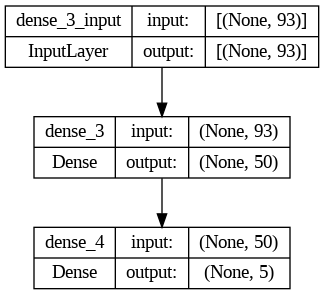 dense_3_input input: [(None, 93)]
InputLayer output: [(None, 93)]
dense_3 input: (None, 93)
Dense output: (None, 50)
dense_4 input: (None, 50)
Dense output: (None, 5)